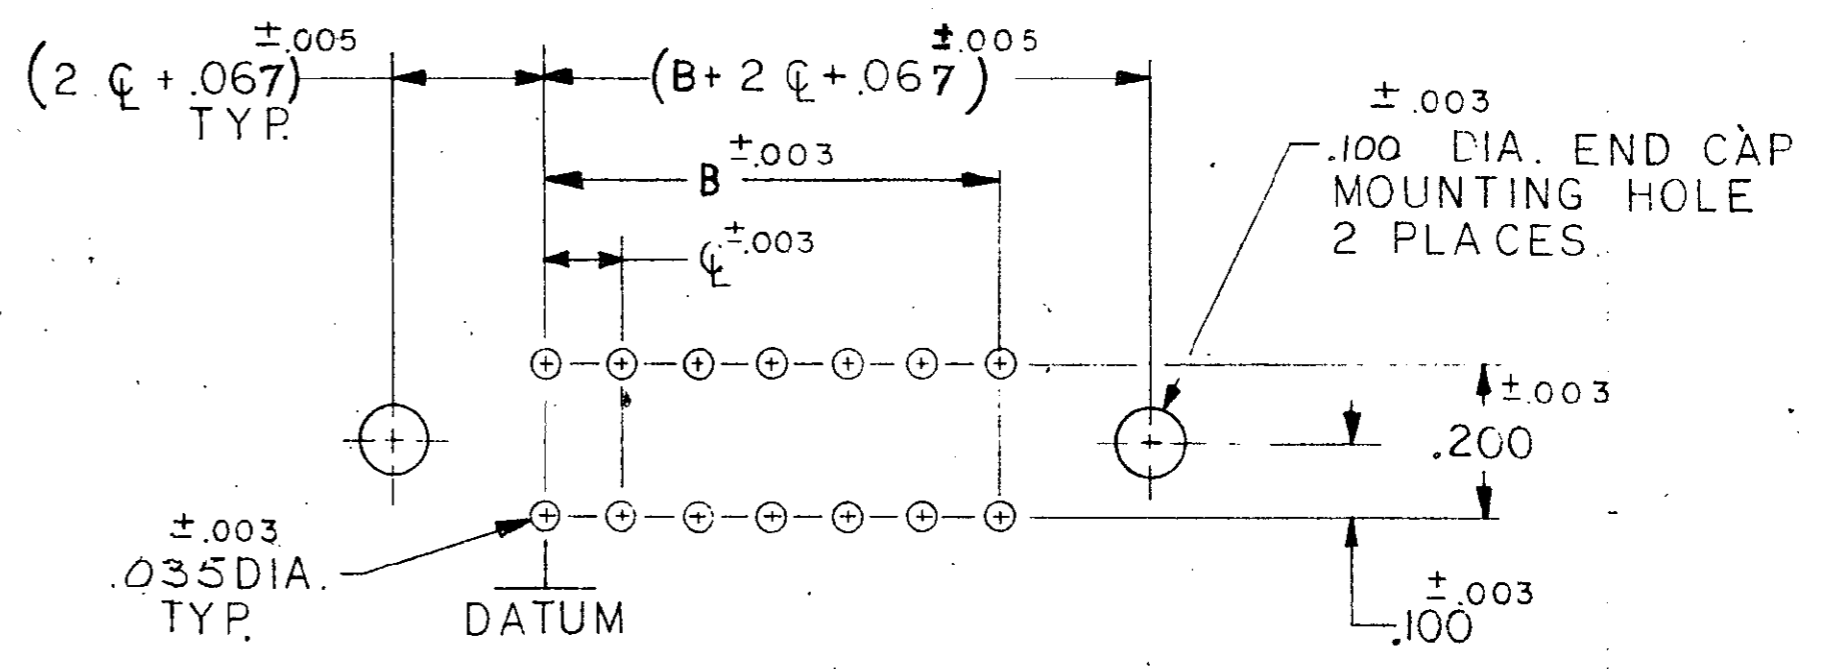 ±.005
(2 ℄ + .067)
TYP.
±.005
(B+ 2 ℄ +.067)
±.003
B
±.003
℄
±.003
.100 DIA. END CAP
MOUNTING HOLE
2 PLACES
±.003
.200
±.003
.035 DIA.
TYP.
DATUM
±.003
.100